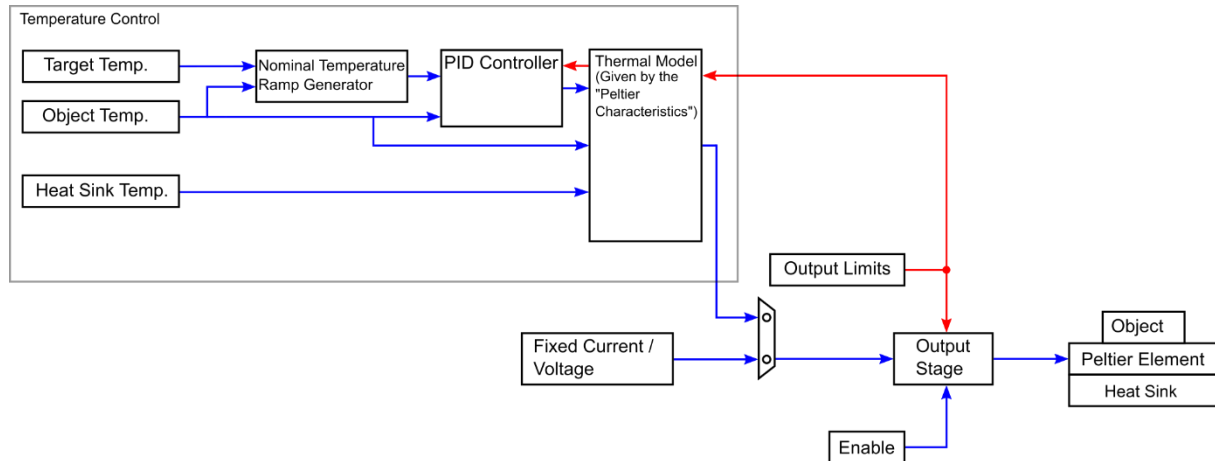 Temperature Control
Target Temp.
Nominal Temperature
Ramp Generator
PID Controller
Thermal Model
(Given by the
"Peltier
Characteristics")
Object Temp.
Heat Sink Temp.
Output Limits
Fixed Current /
Voltage
Output
Stage
Object
Peltier Element
Heat Sink
Enable